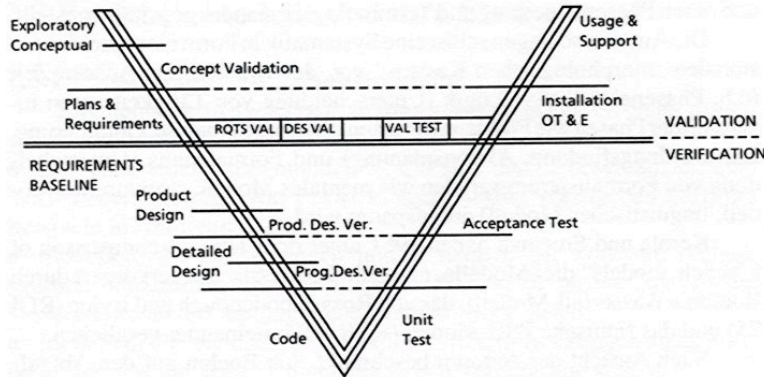 Exploratory
Conceptual
Usage &
Support
Concept Validation
Plans &
Requirements
Installation
OT & E
RQTS VAL
DES VAL
VAL TEST
VALIDATION
VERIFICATION
REQUIREMENTS
BASELINE
Product
Design
Prod. Des. Ver.
Acceptance Test
Detailed
Design
Prog.Des.Ver.
Code
Unit
Test